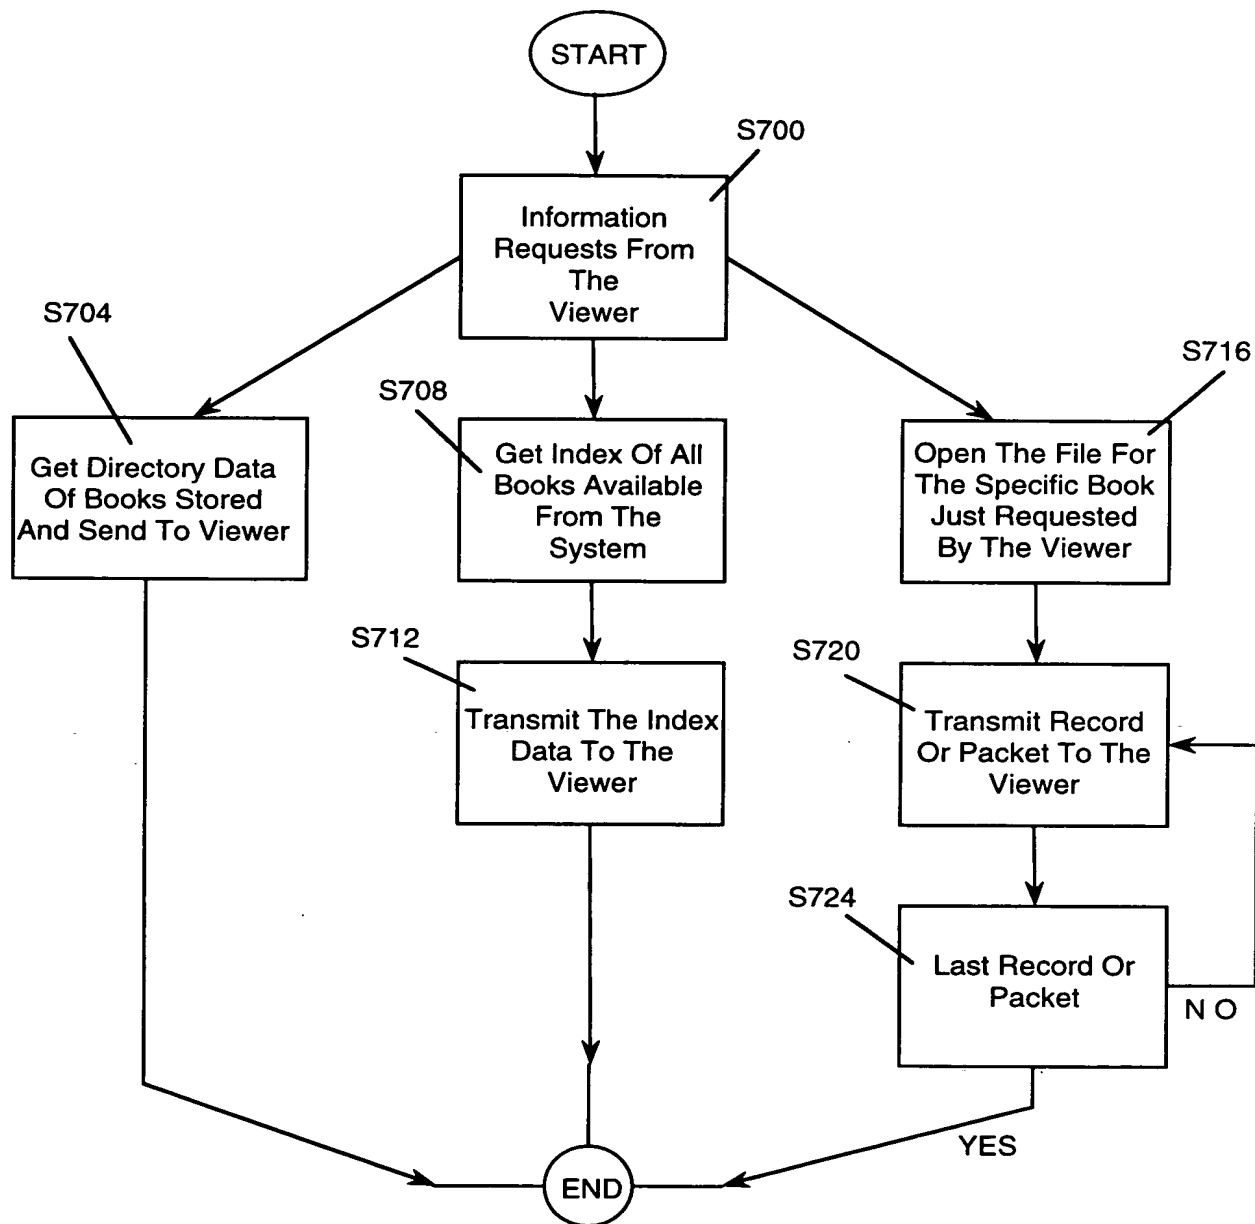 START
S700
Information
Requests From
The
Viewer
S704
Get Directory Data
Of Books Stored
And Send To Viewer
S708
Get Index Of All
Books Available
From The
System
S716
Open The File For
The Specific Book
Just Requested
By The Viewer
S712
Transmit The Index
Data To The
Viewer
S720
Transmit Record
Or Packet To The
Viewer
S724
Last Record Or
Packet
N O
YES
END